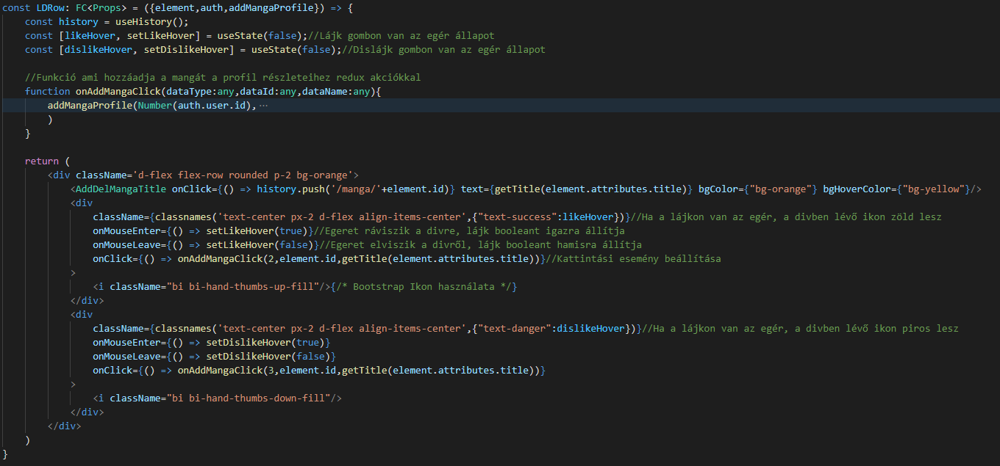 const LDRow: FC<Props> = ({element,auth,addMangaProfile}) => {
    const history = useHistory();
    const [likeHover, setLikeHover] = useState(false);//Lájk gombon van az egér állapot
    const [dislikeHover, setDislikeHover] = useState(false);//Dislájk gombon van az egér állapot

    //Funkció ami hozzáadja a mangát a profil részleteihez redux akciókkal
    function onAddMangaClick(dataType:any,dataId:any,dataName:any){
        addMangaProfile(Number(auth.user.id),⋯
        )
    }

    return (
        <div className='d-flex flex-row rounded p-2 bg-orange'>
            <AddDelMangaTitle onClick={() => history.push('/manga/'+element.id)} text={getTitle(element.attributes.title)} bgColor={"bg-orange"} bgHoverColor={"bg-yellow"}/>
            <div
                className={classnames('text-center px-2 d-flex align-items-center',{"text-success":likeHover})}//Ha a lájkon van az egér, a divben lévő ikon zöld lesz
                onMouseEnter={() => setLikeHover(true)}//Egeret ráviszik a divre, lájk booleant igazra állítja
                onMouseLeave={() => setLikeHover(false)}//Egeret elviszik a divről, lájk booleant hamisra állítja
                onClick={() => onAddMangaClick(2,element.id,getTitle(element.attributes.title))}//Kattintási esemény beállítása
            >
                <i className="bi bi-hand-thumbs-up-fill"/>{/* Bootstrap Ikon használata */}
            </div>
            <div
                className={classnames('text-center px-2 d-flex align-items-center',{"text-danger":dislikeHover})}//Ha a lájkon van az egér, a divben lévő ikon piros lesz
                onMouseEnter={() => setDislikeHover(true)}
                onMouseLeave={() => setDislikeHover(false)}
                onClick={() => onAddMangaClick(3,element.id,getTitle(element.attributes.title))}
            >
                <i className="bi bi-hand-thumbs-down-fill"/>
            </div>
        </div>
    )
}